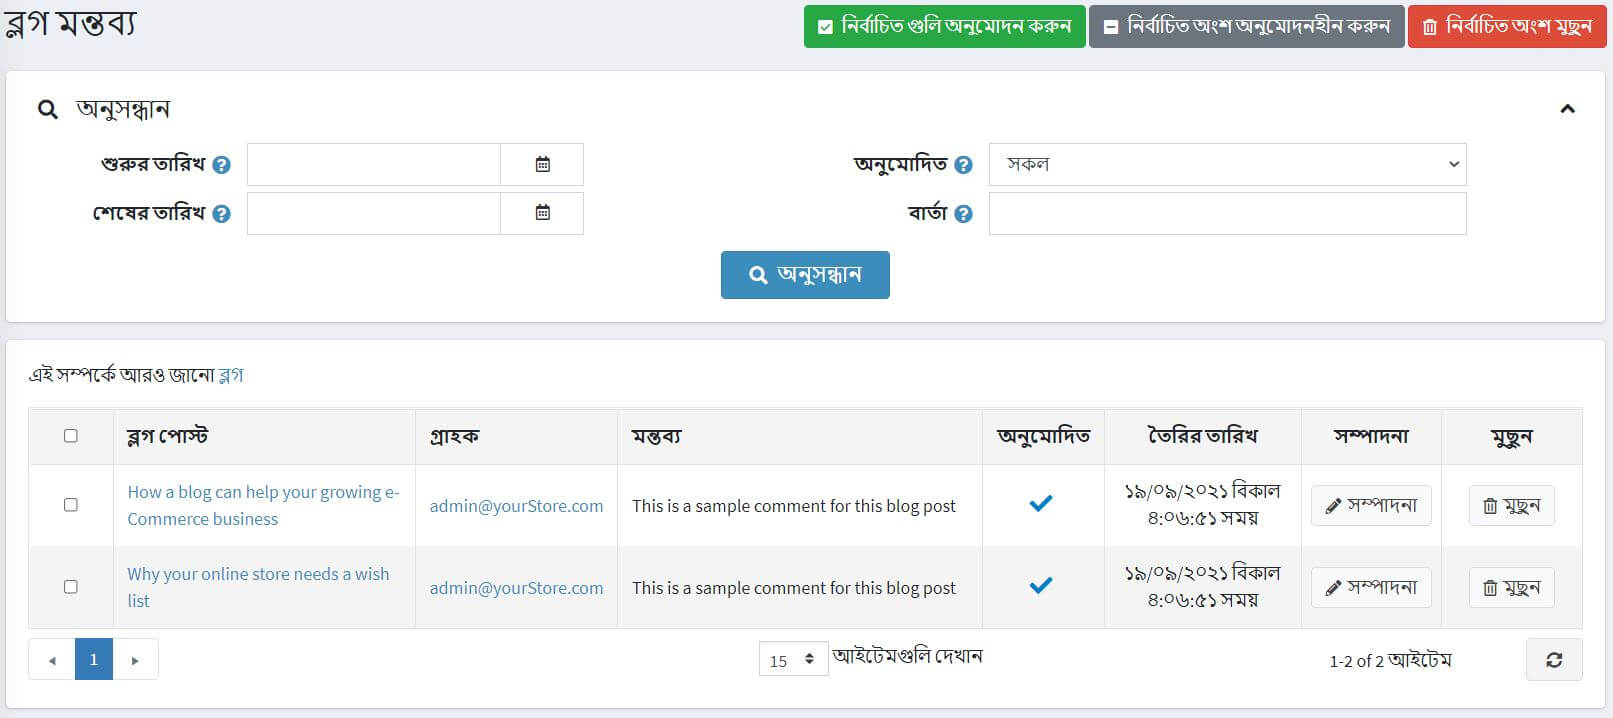 ব্লগ মন্তব্য
নির্বাচিত গুলি অনুমোদন করুন
নির্বাচিত অংশ অনুমোদনহীন করুন
নির্বাচিত অংশ মুছুন
অনুসন্ধান
শুরুর তারিখ
অনুমোদিত
সকল
শেষের তারিখ
বার্তা
অনুসন্ধান
এই সম্পর্কে আরও জানো ব্লগ
ব্লগ পোস্ট
গ্রাহক
মন্তব্য
অনুমোদিত
তৈরির তারিখ
সম্পাদনা
মুছুন
How a blog can help your growing e-
Commerce business
admin@yourStore.com
This is a sample comment for this blog post
১৯/০৯/২০২১ বিকাল
৪:০৬:৫১ সময়
সম্পাদনা
মুছুন
Why your online store needs a wish
list
admin@yourStore.com
This is a sample comment for this blog post
১৯/০৯/২০২১ বিকাল
৪:০৬:৫১ সময়
সম্পাদনা
মুছুন
1
15
আইটেমগুলি দেখান
1-2 of 2 আইটেম